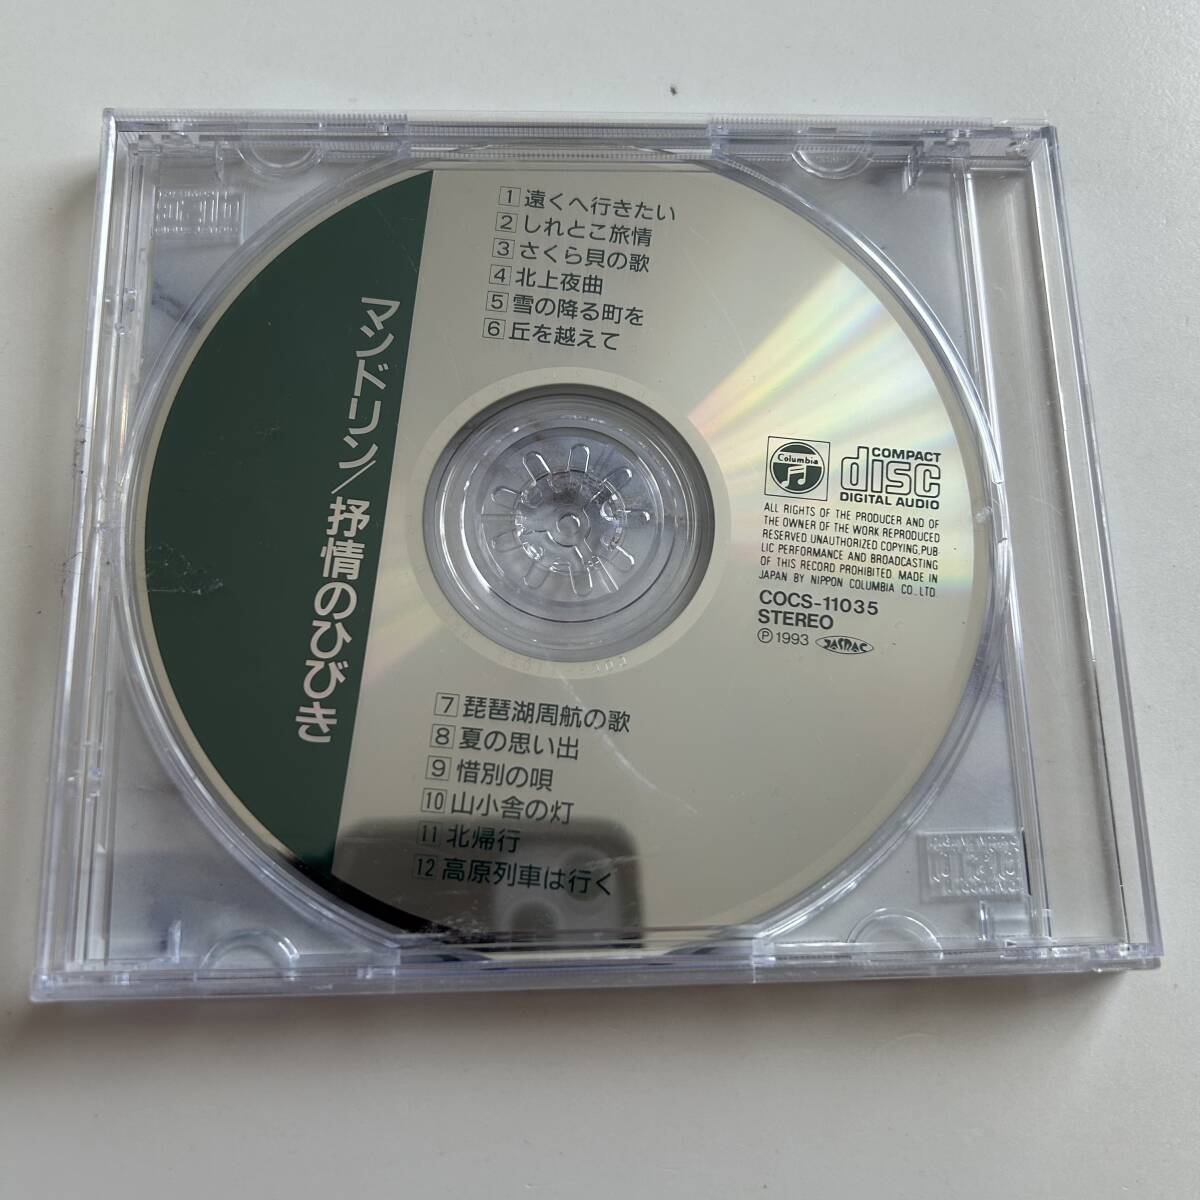 マンドリン/抒情のひびき
1 遠くへ行きたい
2 しれとこ旅情
3 さくら貝の歌
4 北上夜曲
5 雪の降る町を
6 丘を越えて
Columbia
COMPACT
disc
DIGITAL AUDIO
ALL RIGHTS OF THE PRODUCER AND OF
THE OWNER OF THE WORK REPRODUCED
RESERVED. UNAUTHORIZED COPYING, PUB-
LIC PERFORMANCE AND BROADCASTING
OF THIS RECORD PROHIBITED. MADE IN
JAPAN BY NIPPON COLUMBIA CO., LTD.
COCS-11035
STEREO
Ⓟ 1993 JASRAC
7 琵琶湖周航の歌
8 夏の思い出
9 惜別の唄
10 山小舎の灯
11 北帰行
12 高原列車は行く